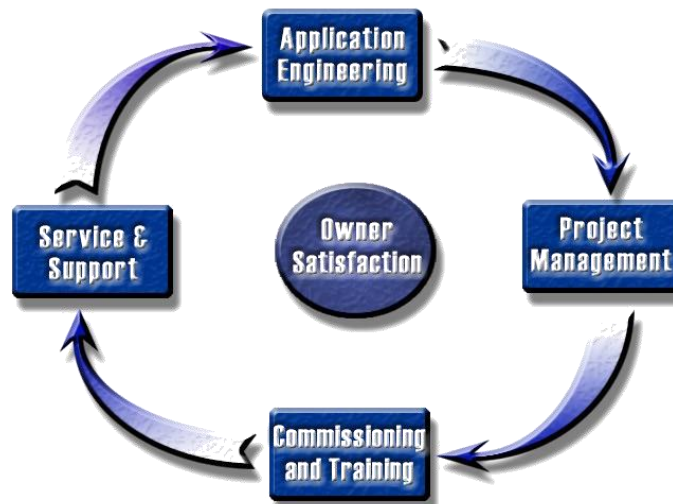 Application
Engineering
Project
Management
Commissioning
and Training
Service &
Support
Owner
Satisfaction